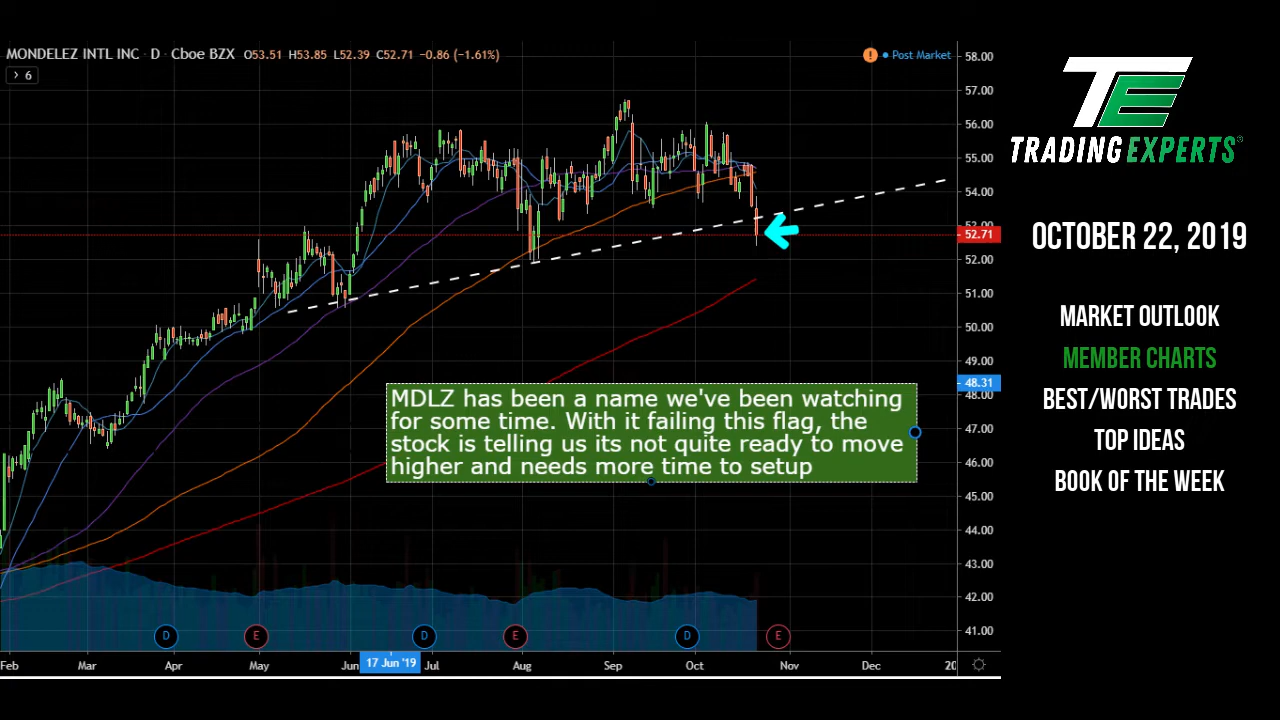 MONDELEZ INTL INC · D · Cboe BZX O53.51 H53.85 L52.39 C52.71 −0.86 (−1.61%)
! Post Market
> 6
58.00
57.00
56.00
55.00
54.00
53.00
52.71
52.00
51.00
50.00
49.00
48.31
48.00
47.00
46.00
45.00
44.00
43.00
42.00
41.00
MDLZ has been a name we've been watching
for some time. With it failing this flag, the
stock is telling us its not quite ready to move
higher and needs more time to setup
D E D E D E
Feb Mar Apr May Jun 17 Jun '19 Jul Aug Sep Oct Nov Dec 20
TE
TRADING EXPERTS®
OCTOBER 22, 2019
MARKET OUTLOOK
MEMBER CHARTS
BEST/WORST TRADES
TOP IDEAS
BOOK OF THE WEEK